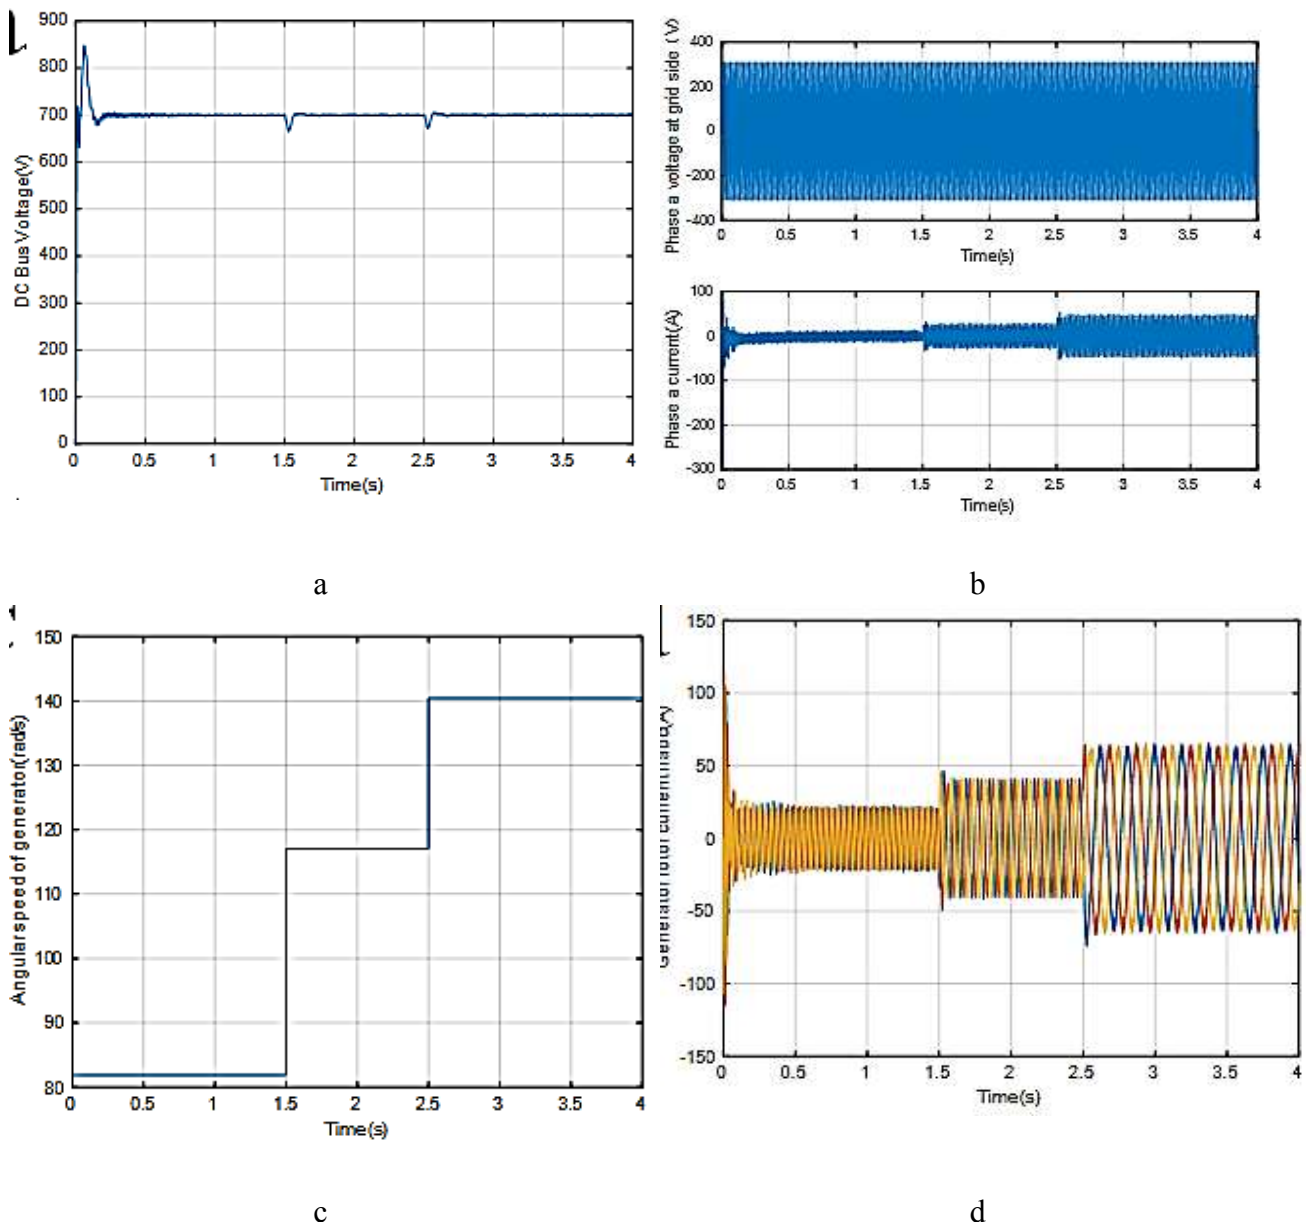 900
800
700
600
500
400
300
200
100
0
0 0.5 1 1.5 2 2.5 3 3.5 4
DC Bus Voltage(V)
Time(s)
400
200
0
-200
-400
0 0.5 1 1.5 2 2.5 3 3.5 4
Phase a voltage at grid side (V)
Time(s)
100
0
-100
-200
-300
0 0.5 1 1.5 2 2.5 3 3.5 4
Phase a current(A)
Time(s)
a
b
150
140
130
120
110
100
90
80
0 0.5 1 1.5 2 2.5 3 3.5 4
Angular speed of generator(rad/s)
Time(s)
150
100
50
0
-50
-100
-150
0 0.5 1 1.5 2 2.5 3 3.5 4
Generator rotor
Time(s)
c
d